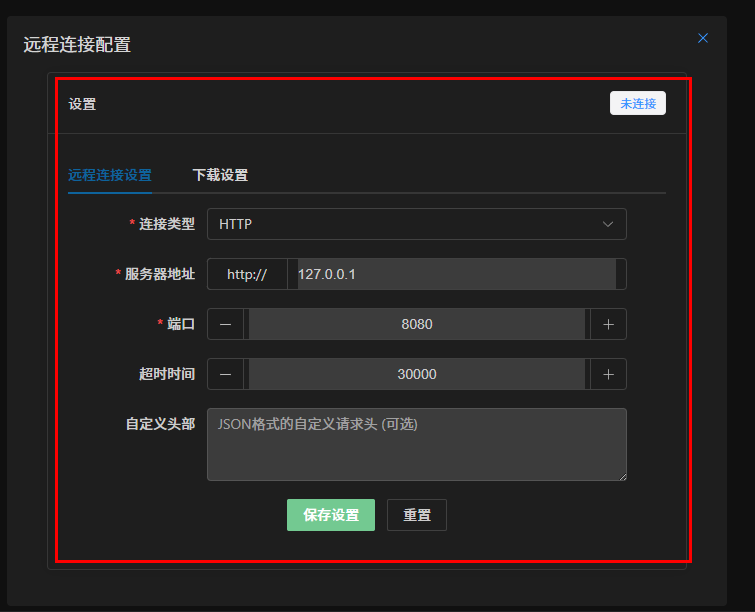 远程连接配置
设置
未连接
远程连接设置 下载设置
* 连接类型 HTTP
* 服务器地址 http:// 127.0.0.1
* 端口 — 8080 +
超时时间 — 30000 +
自定义头部 JSON格式的自定义请求头 (可选)
保存设置 重置